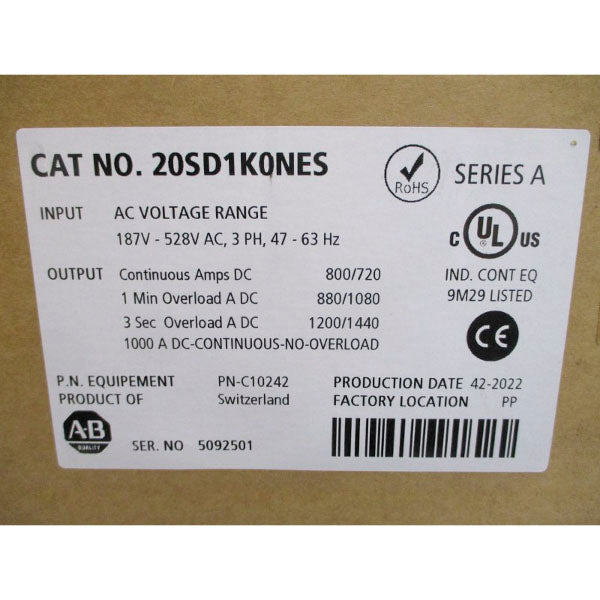 CAT NO. 20SD1K0NES
RoHS
SERIES A
INPUT AC VOLTAGE RANGE
187V - 528V AC, 3 PH, 47 - 63 Hz
C UL US
OUTPUT Continuous Amps DC 800/720
IND. CONT EQ
1 Min Overload A DC 880/1080
9M29 LISTED
3 Sec Overload A DC 1200/1440
1000 A DC-CONTINUOUS-NO-OVERLOAD
CE
P.N. EQUIPEMENT PN-C10242
PRODUCTION DATE 42-2022
PRODUCT OF Switzerland
FACTORY LOCATION PP
A-B
QUALITY
SER. NO 5092501